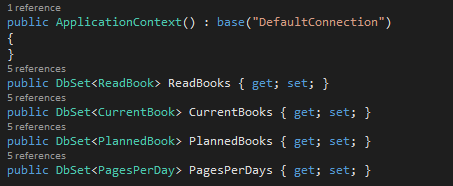 1 reference
public ApplicationContext() : base("DefaultConnection")
{
}
5 references
public DbSet<ReadBook> ReadBooks { get; set; }
5 references
public DbSet<CurrentBook> CurrentBooks { get; set; }
5 references
public DbSet<PlannedBook> PlannedBooks { get; set; }
5 references
public DbSet<PagesPerDay> PagesPerDays { get; set; }